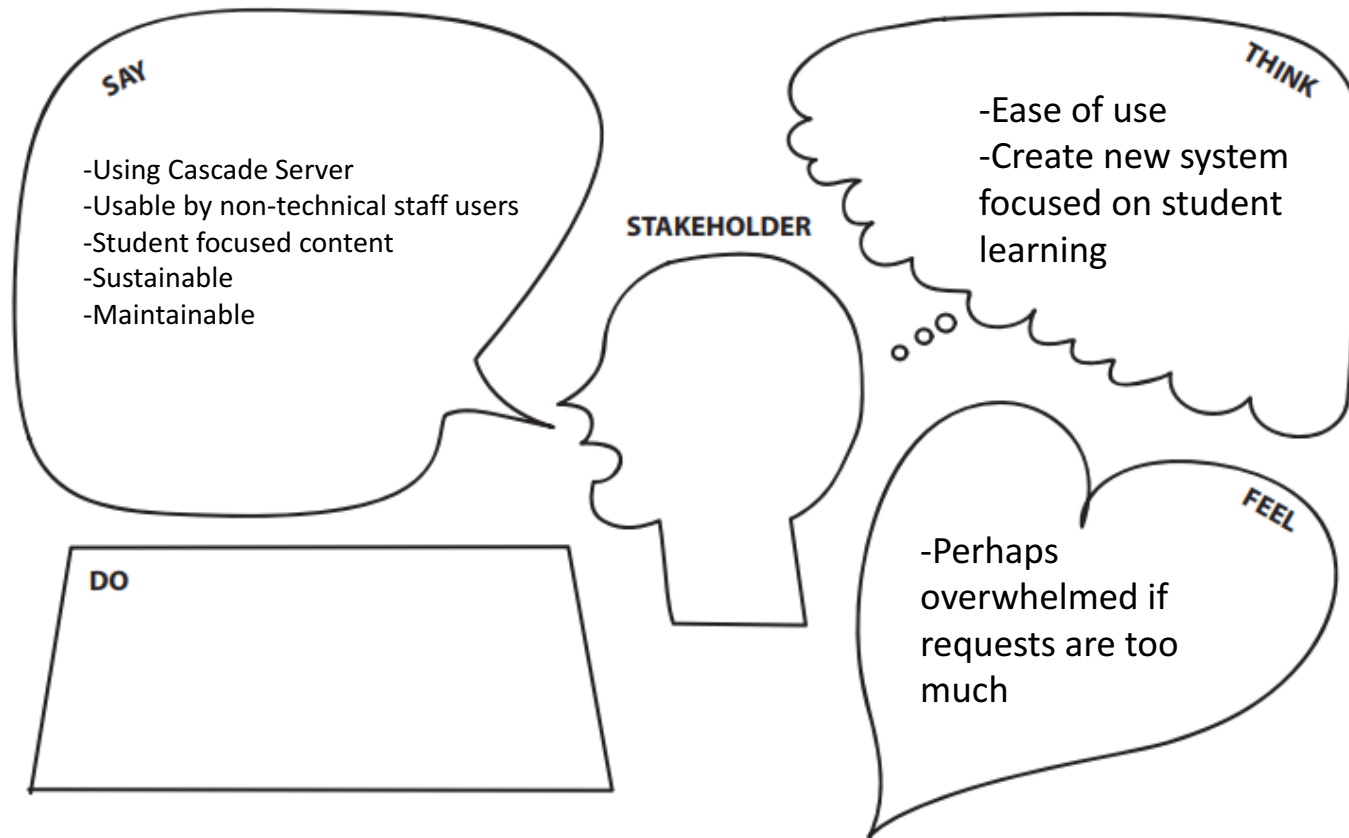 SAY
-Using Cascade Server
-Usable by non-technical staff users
-Student focused content
-Sustainable
-Maintainable
STAKEHOLDER
THINK
-Ease of use
-Create new system
focused on student
learning
DO
FEEL
-Perhaps
overwhelmed if
requests are too
much